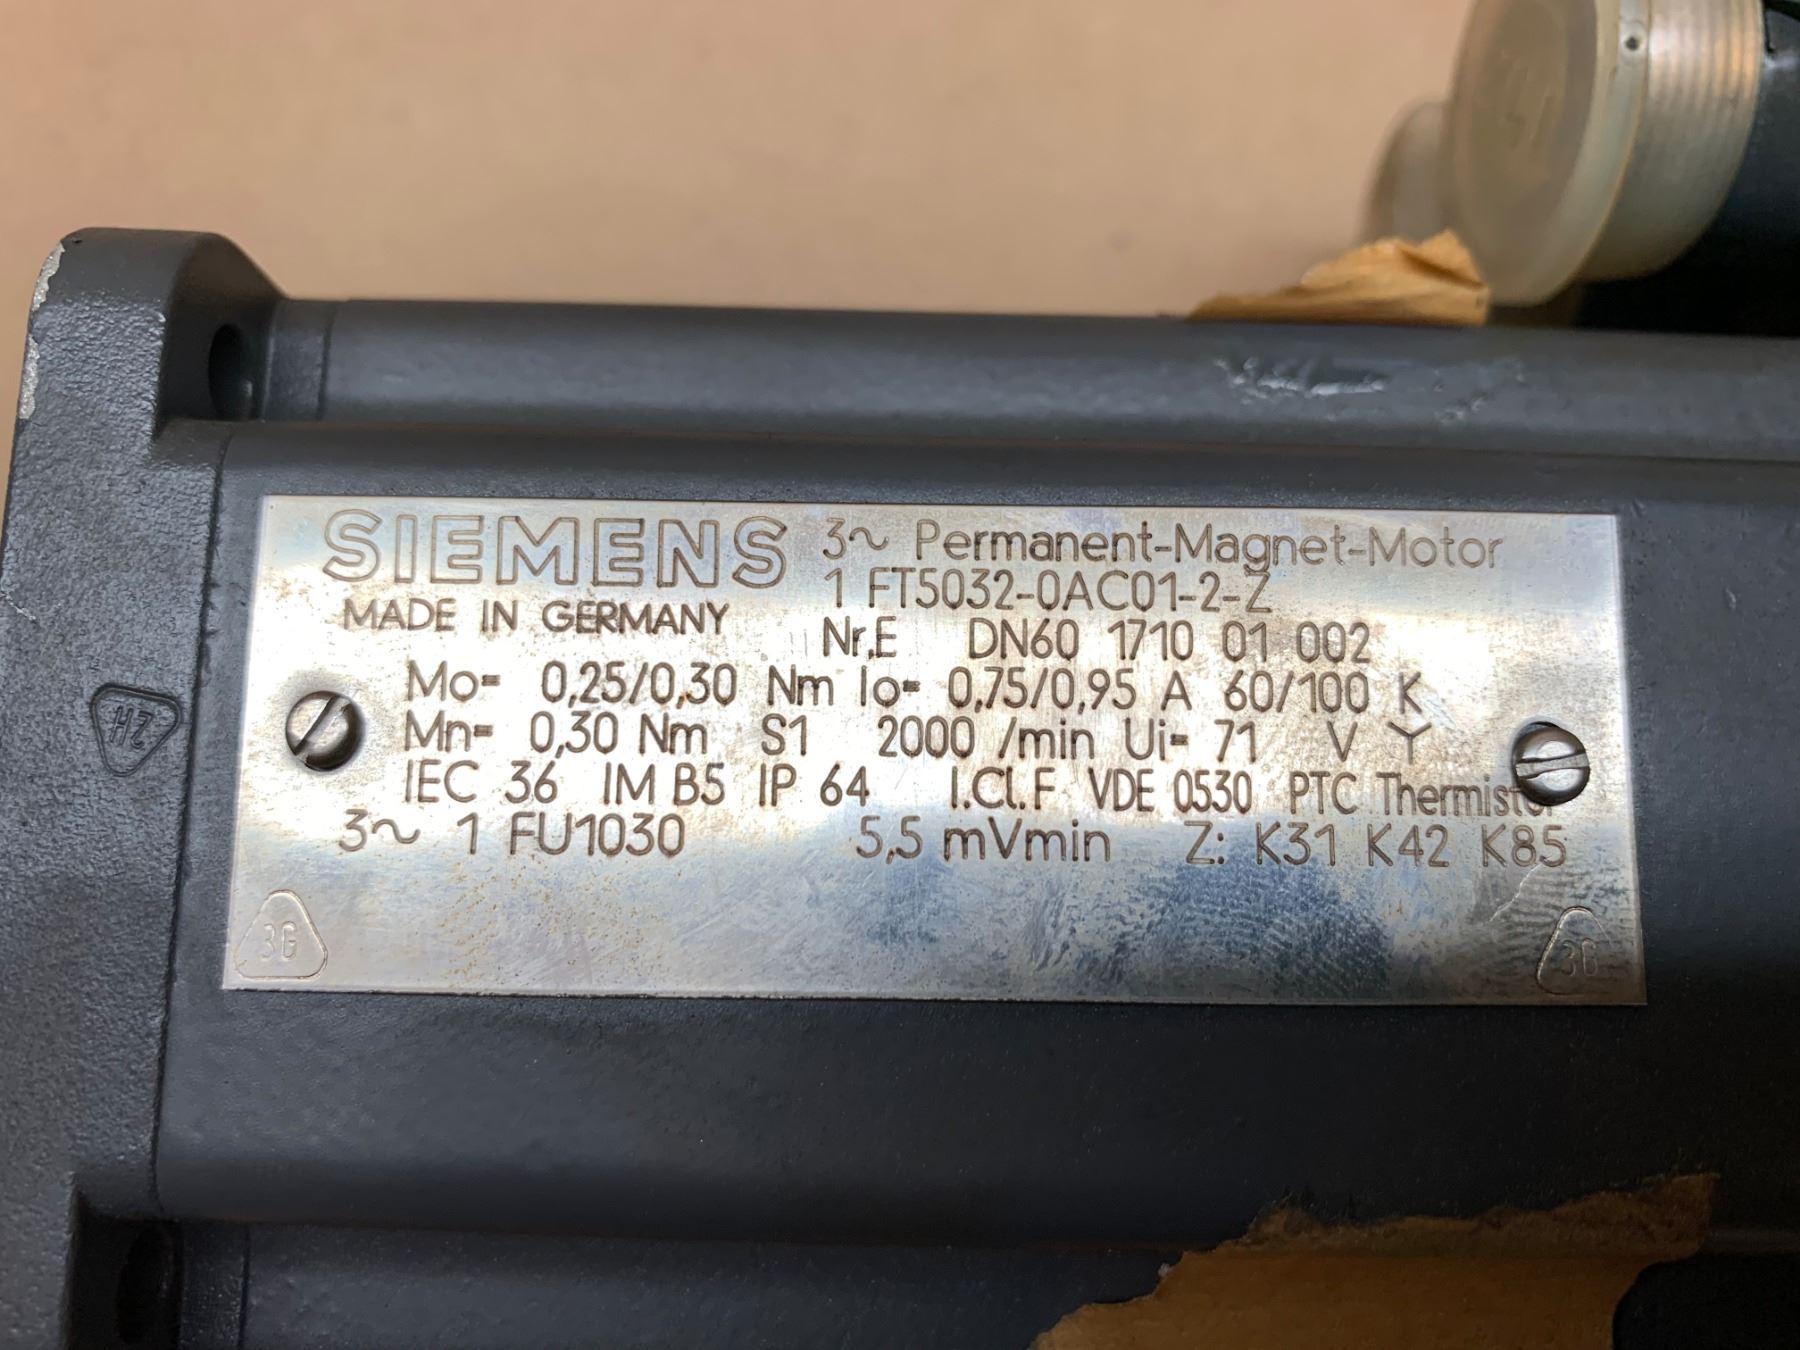 SIEMENS 3~ Permanent-Magnet-Motor
1 FT5032-0AC01-2-Z
MADE IN GERMANY
Nr.E DN60 1710 01 002
Mo= 0,25/0,30 Nm Io= 0,75/0,95 A 60/100 K
Mn= 0,30 Nm S1 2000 /min Ui= 71 V Y
IEC 36 IM B5 IP 64 I.Cl.F VDE 0530 PTC Thermistor
3~ 1 FU1030 5,5 mVmin Z: K31 K42 K85
HZ
3G